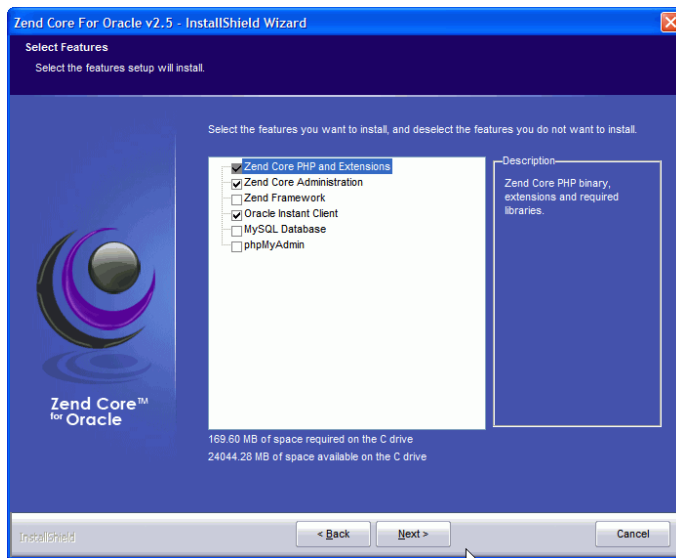 Zend Core For Oracle v2.5 - InstallShield Wizard
Select Features
Select the features setup will install.
Select the features you want to install, and deselect the features you do not want to install.
Zend Core PHP and Extensions
Zend Core Administration
Zend Framework
Oracle Instant Client
MySQL Database
phpMyAdmin
Description
Zend Core PHP binary,
extensions and required
libraries.
Zend Core™
for Oracle
169.60 MB of space required on the C drive
24044.28 MB of space available on the C drive
InstallShield
< Back
Next >
Cancel